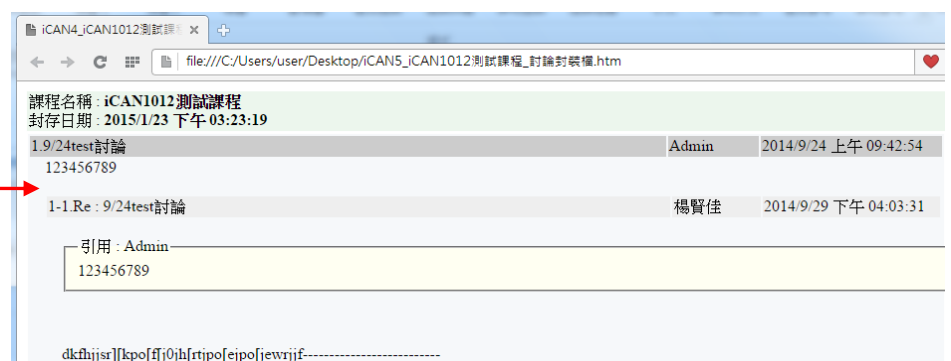 iCAN4_iCAN1012測試課
file:///C:/Users/user/Desktop/iCAN5_iCAN1012測試課程_討論封裝檔.htm
課程名稱 : iCAN1012測試課程
封存日期 : 2015/1/23 下午 03:23:19
1.9/24test討論 Admin 2014/9/24 上午 09:42:54
123456789
1-1.Re : 9/24test討論 楊賢佳 2014/9/29 下午 04:03:31
引用 : Admin
123456789
dkfhjjsr][kpo[f[j0jh[rtjpo[ejpo[jewrjjf--------------------------